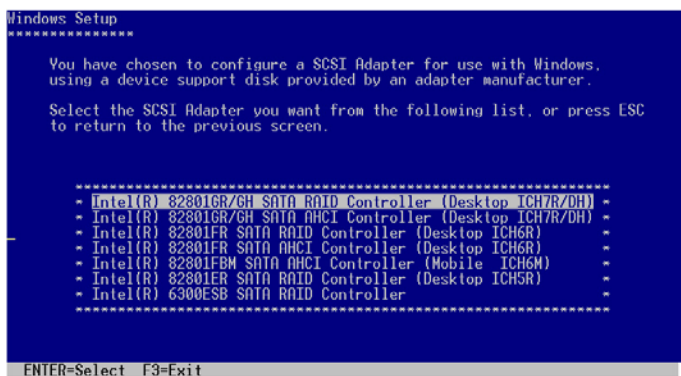 Windows Setup
***************
You have chosen to configure a SCSI Adapter for use with Windows,
using a device support disk provided by an adapter manufacturer.
Select the SCSI Adapter you want from the following list, or press ESC
to return to the previous screen.
Intel(R) 82801GR/GH SATA RAID Controller (Desktop ICH7R/DH)
Intel(R) 82801GR/GH SATA AHCI Controller (Desktop ICH7R/DH)
Intel(R) 82801FR SATA RAID Controller (Desktop ICH6R)
Intel(R) 82801FR SATA AHCI Controller (Desktop ICH6R)
Intel(R) 82801FBM SATA AHCI Controller (Mobile ICH6M)
Intel(R) 82801ER SATA RAID Controller (Desktop ICH5R)
Intel(R) 6300ESB SATA RAID Controller
ENTER=Select F3=Exit